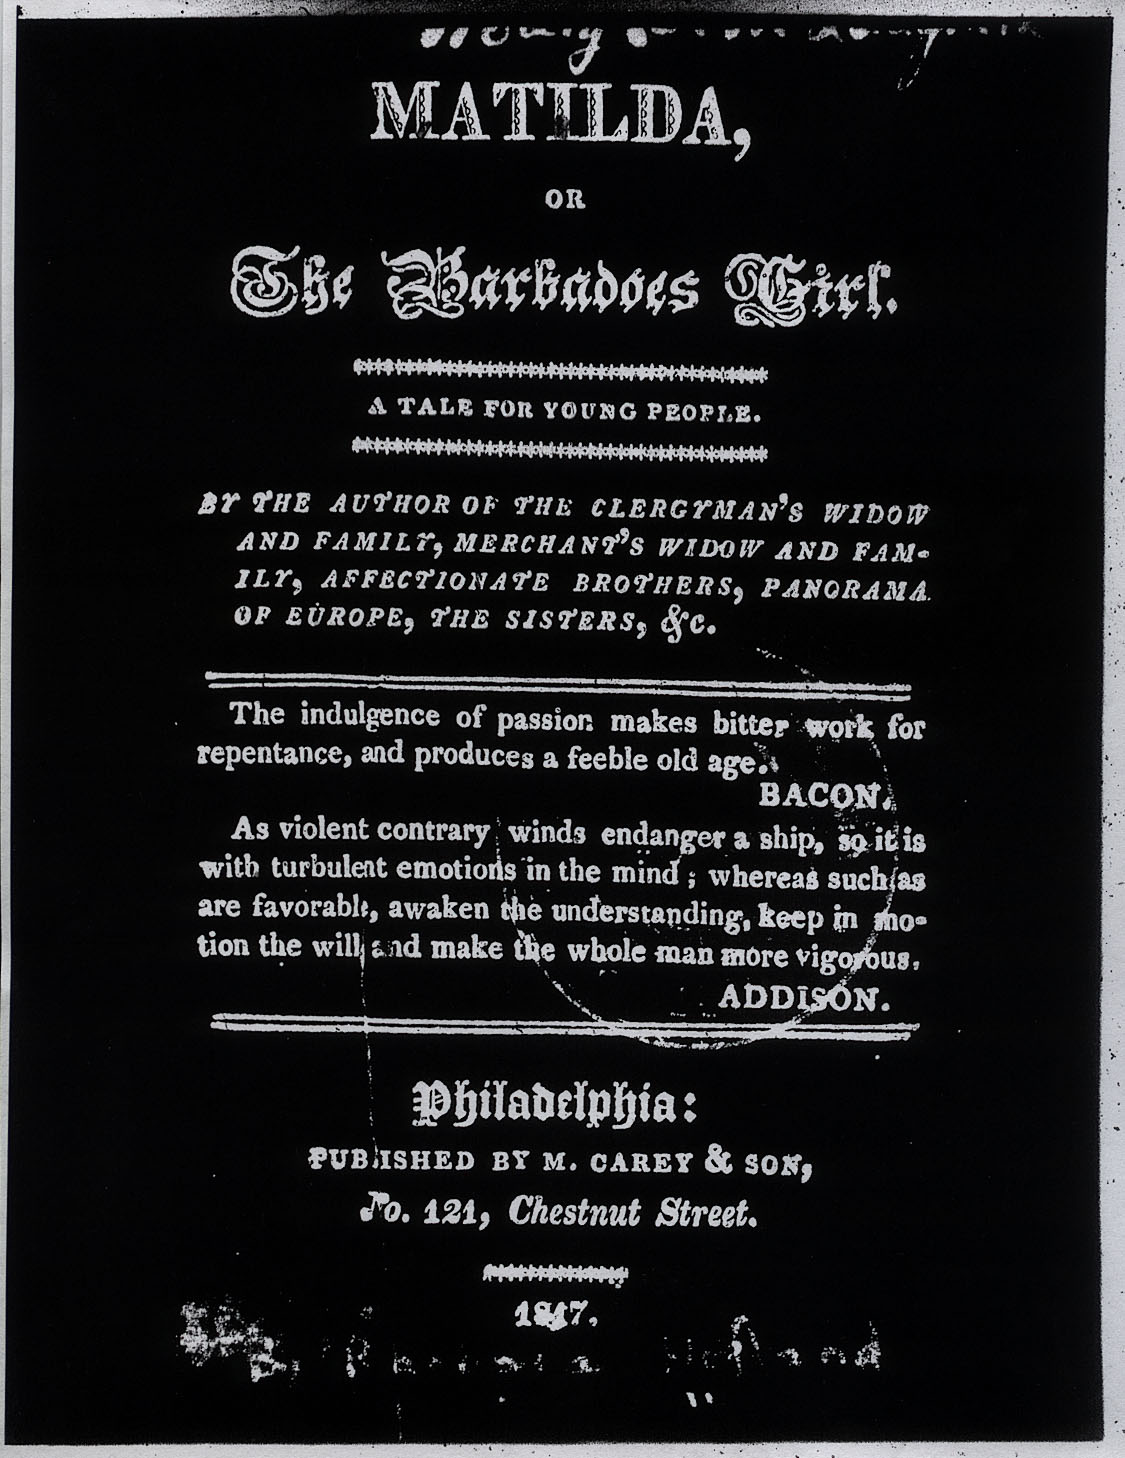 MATILDA,
OR
The Barbadoes Girl.
A TALE FOR YOUNG PEOPLE.
BY THE AUTHOR OF THE CLERGYMAN'S WIDOW
AND FAMILY, MERCHANT'S WIDOW AND FAM-
ILY, AFFECTIONATE BROTHERS, PANORAMA
OF EUROPE, THE SISTERS, &c.
The indulgence of passion makes bitter work for
repentance, and produces a feeble old age.
BACON.
As violent contrary winds endanger a ship, so it is
with turbulent emotions in the mind; whereas such as
are favorable, awaken the understanding, keep in mo-
tion the will and make the whole man more vigorous.
ADDISON.
Philadelphia:
PUBLISHED BY M. CAREY & SON,
No. 121, Chestnut Street.
1817.